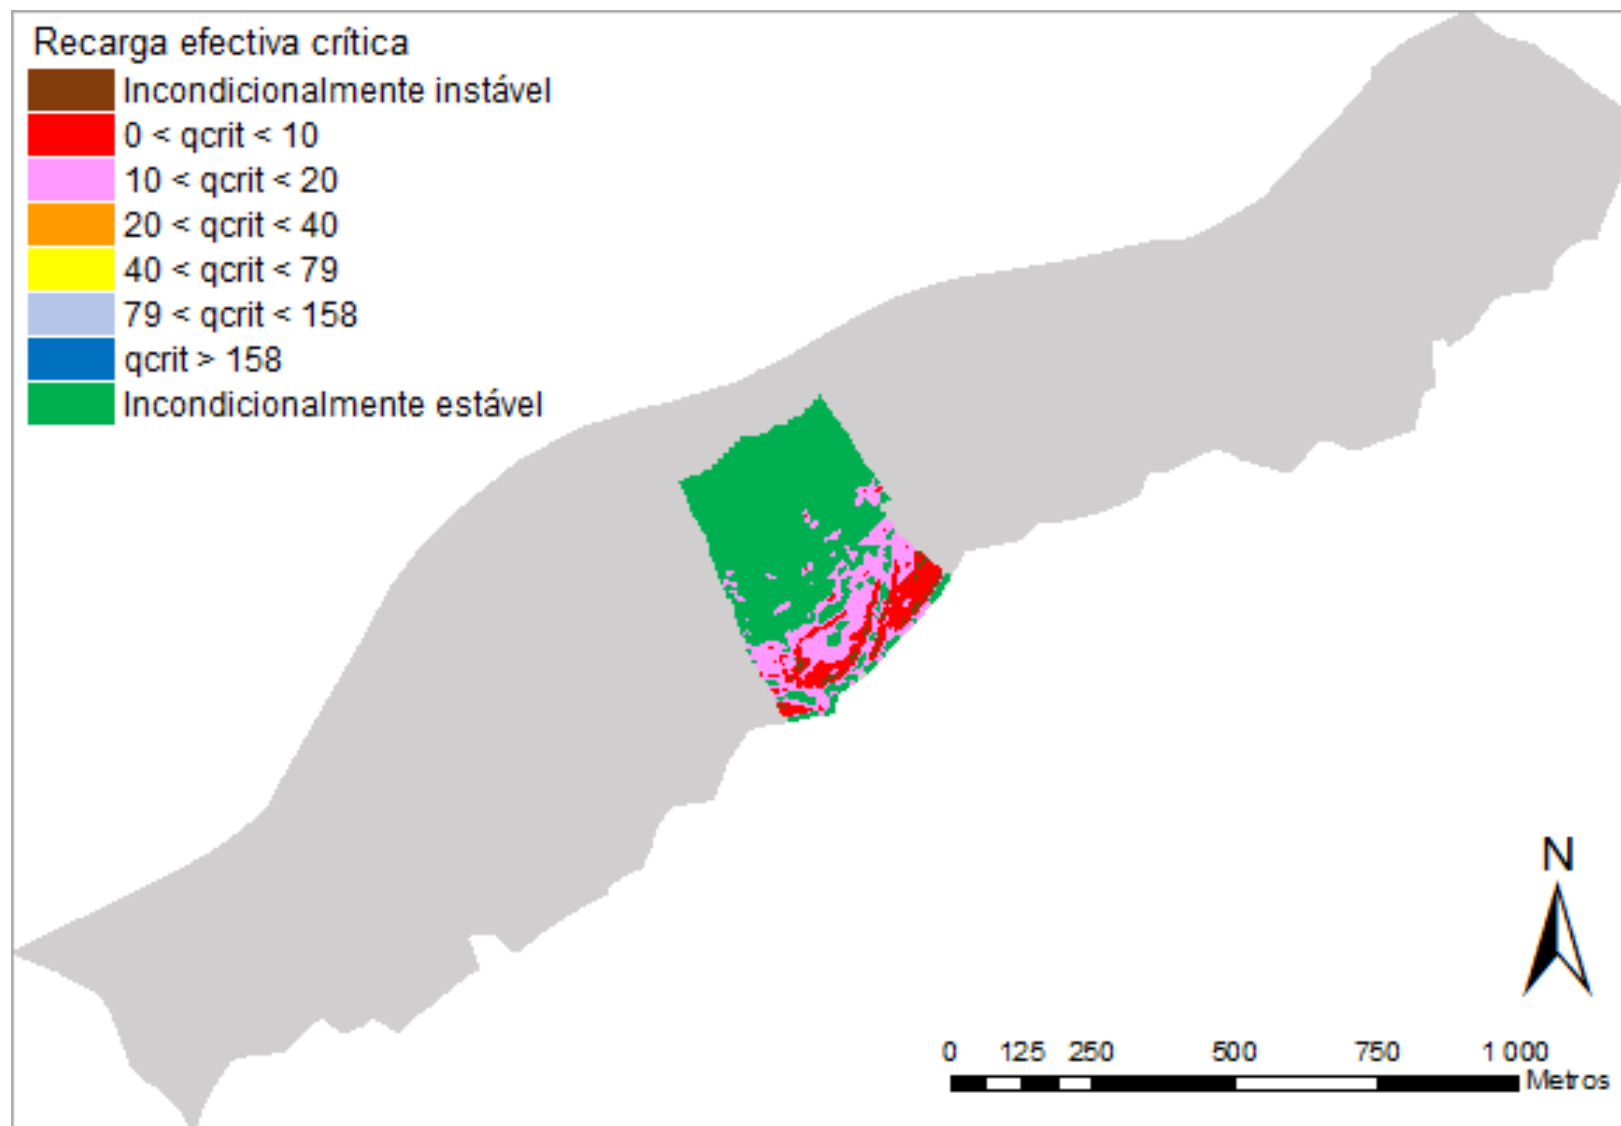 Recarga efectiva crítica
Incondicionalmente instável
0 < qcrit < 10
10 < qcrit < 20
20 < qcrit < 40
40 < qcrit < 79
79 < qcrit < 158
qcrit > 158
Incondicionalmente estável
N
0 125 250 500 750 1 000
Metros